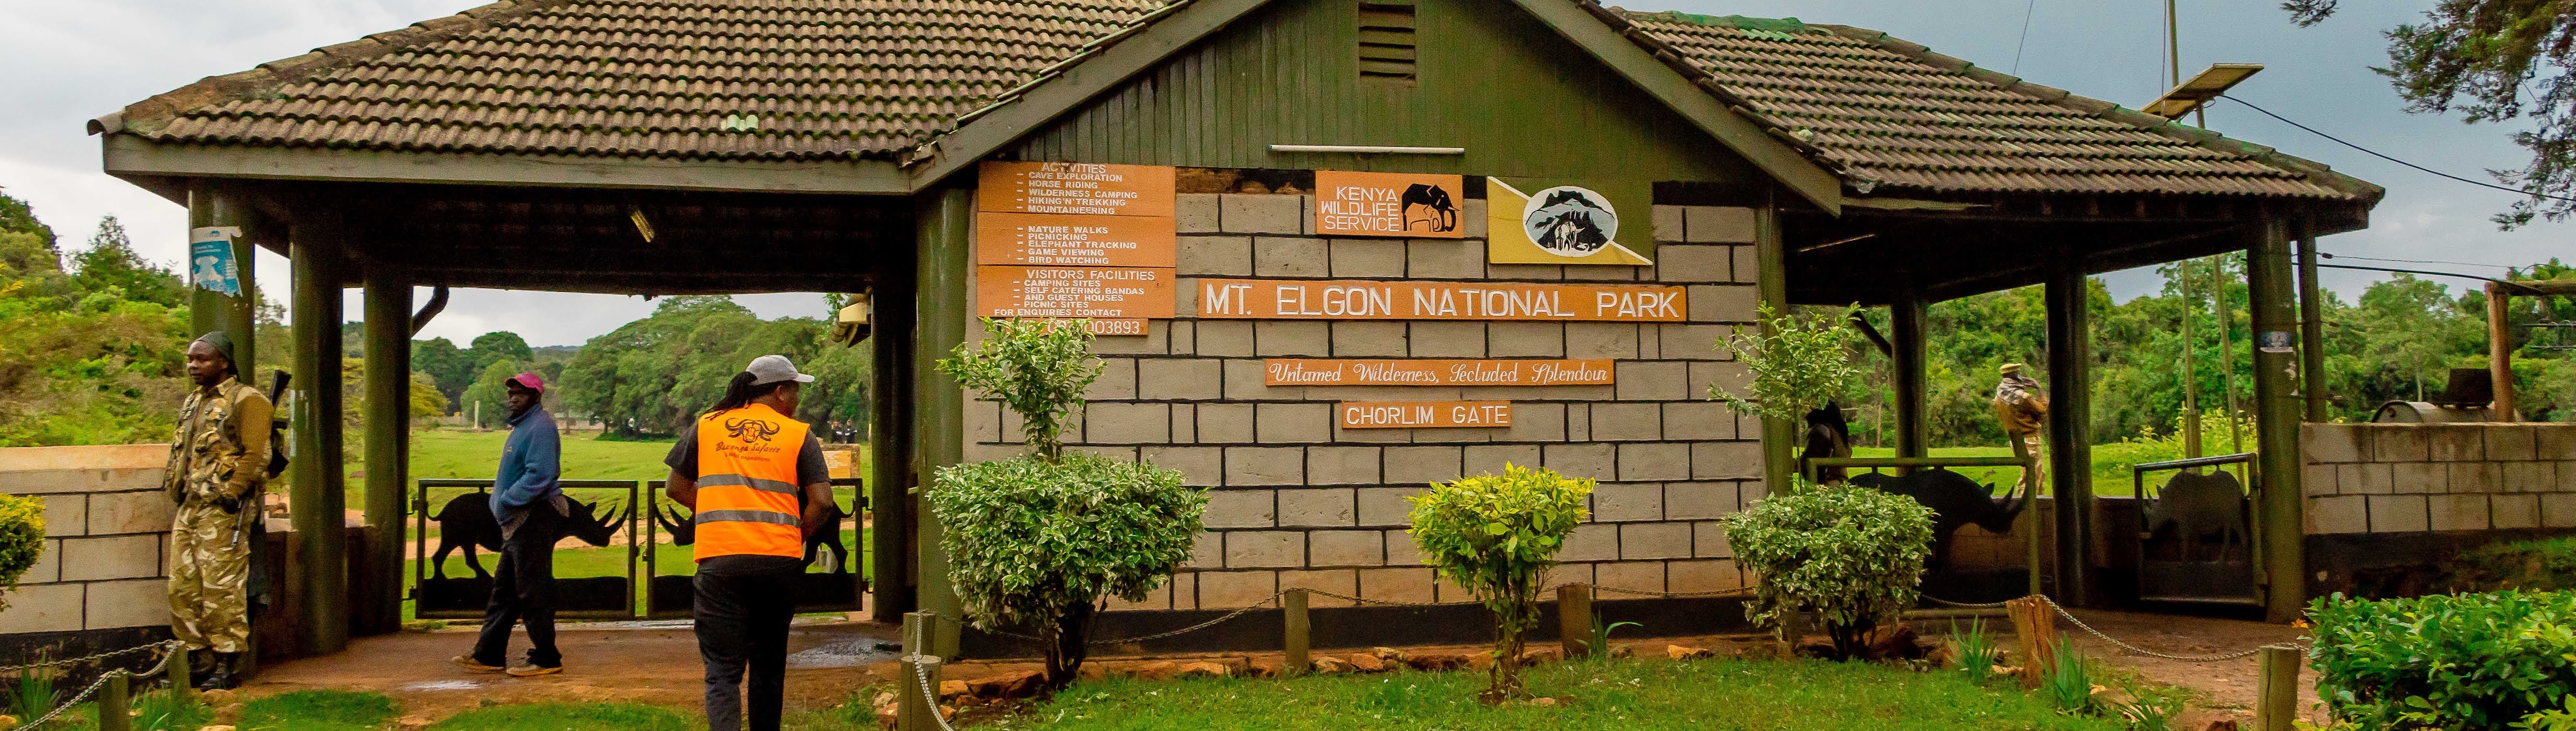 ACTIVITIES
- CAVE EXPLORATION
- HORSE RIDING
- WILDERNESS CAMPING
- HIKING'N'TREKKING
- MOUNTAINEERING
- NATURE WALKS
- PICNICKING
- ELEPHANT TRACKING
- GAME VIEWING
- BIRD WATCHING
VISITORS FACILITIES
- CAMPING SITES
- SELF CATERING BANDAS
AND GUEST HOUSES
- PICNIC SITES
FOR ENQUIRIES CONTACT
003893
KENYA
WILDLIFE
SERVICE
MT. ELGON NATIONAL PARK
Untamed Wilderness, Secluded Splendour
CHORLIM GATE
Safaris